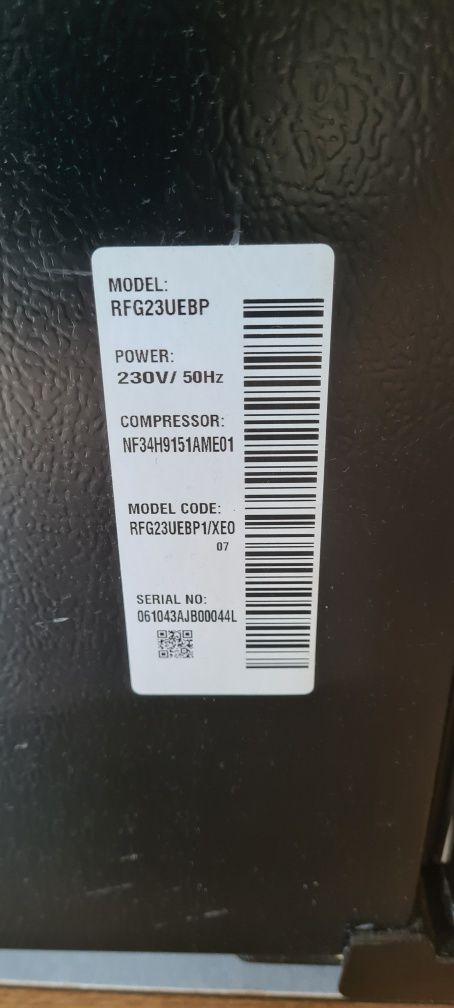 MODEL:
RFG23UEBP
POWER:
230V/ 50Hz
COMPRESSOR:
NF34H9151AME01
MODEL CODE:
RFG23UEBP1/XEO
07
SERIAL NO:
061043AJB00044L